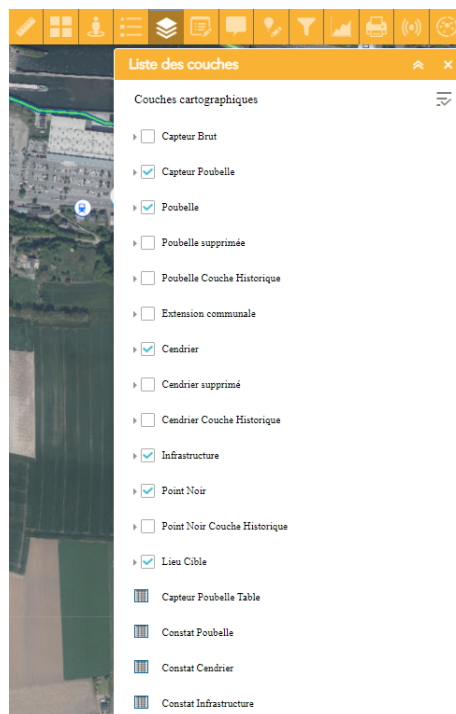 Liste des couches
Couches cartographiques
Capteur Brut
Capteur Poubelle
Poubelle
Poubelle supprimée
Poubelle Couche Historique
Extension communale
Cendrier
Cendrier supprimé
Cendrier Couche Historique
Infrastructure
Point Noir
Point Noir Couche Historique
Lieu Cible
Capteur Poubelle Table
Constat Poubelle
Constat Cendrier
Constat Infrastructure